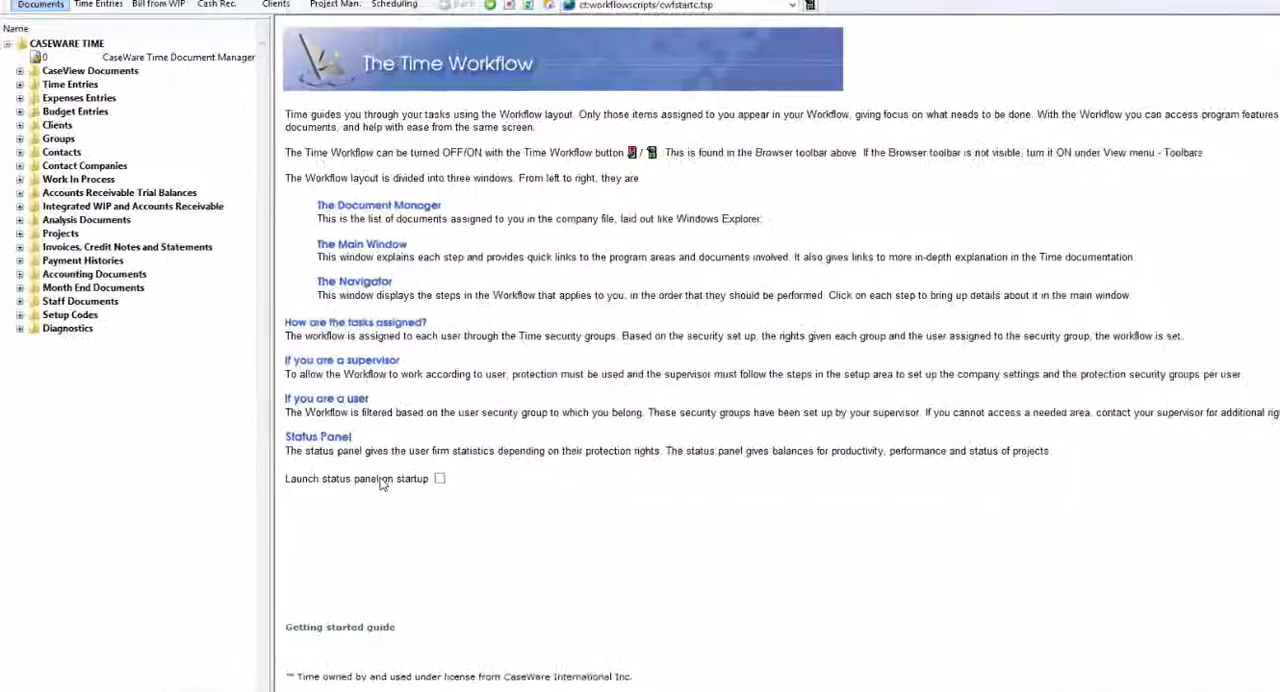 Documents Time Entries Bill from WIP Cash Rec. Clients Project Man. Scheduling ct:workflowscripts/cwfstartc.tsp
Name
CASEWARE TIME
0 CaseWare Time Document Manager
CaseView Documents
Time Entries
Expenses Entries
Budget Entries
Clients
Groups
Contacts
Contact Companies
Work In Process
Accounts Receivable Trial Balances
Integrated WIP and Accounts Receivable
Analysis Documents
Projects
Invoices, Credit Notes and Statements
Payment Histories
Accounting Documents
Month End Documents
Staff Documents
Setup Codes
Diagnostics
The Time Workflow
Time guides you through your tasks using the Workflow layout. Only those items assigned to you appear in your Workflow, giving focus on what needs to be done. With the Workflow you can access program features
documents, and help with ease from the same screen.
The Time Workflow can be turned OFF/ON with the Time Workflow button / . This is found in the Browser toolbar above. If the Browser toolbar is not visible, turn it ON under View menu - Toolbars
The Workflow layout is divided into three windows. From left to right, they are
The Document Manager
This is the list of documents assigned to you in the company file, laid out like Windows Explorer.
The Main Window
This window explains each step and provides quick links to the program areas and documents involved. It also gives links to more in-depth explanation in the Time documentation.
The Navigator
This window displays the steps in the Workflow that applies to you, in the order that they should be performed. Click on each step to bring up details about it in the main window
How are the tasks assigned?
The workflow is assigned to each user through the Time security groups. Based on the security set up, the rights given each group and the user assigned to the security group, the workflow is set.
If you are a supervisor
To allow the Workflow to work according to user, protection must be used and the supervisor must follow the steps in the setup area to set up the company settings and the protection security groups per user.
If you are a user
The Workflow is filtered based on the user security group to which you belong. These security groups have been set up by your supervisor. If you cannot access a needed area, contact your supervisor for additional rig
Status Panel
The status panel gives the user firm statistics depending on their protection rights. The status panel gives balances for productivity, performance and status of projects.
Launch status panel on startup
Getting started guide
™ Time owned by and used under license from CaseWare International Inc.